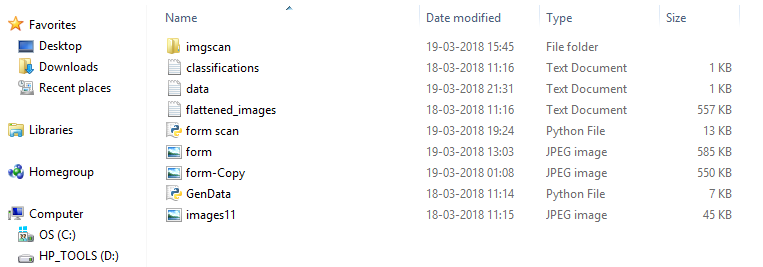 Favorites
Desktop
Downloads
Recent places
Libraries
Homegroup
Computer
OS (C:)
HP_TOOLS (D:)
Name Date modified Type Size
imgscan 19-03-2018 15:45 File folder
classifications 18-03-2018 11:16 Text Document 1 KB
data 19-03-2018 21:31 Text Document 1 KB
flattened_images 18-03-2018 11:16 Text Document 557 KB
form scan 19-03-2018 19:24 Python File 13 KB
form 19-03-2018 13:03 JPEG image 585 KB
form-Copy 19-03-2018 01:08 JPEG image 550 KB
GenData 18-03-2018 11:14 Python File 7 KB
images11 18-03-2018 11:15 JPEG image 45 KB